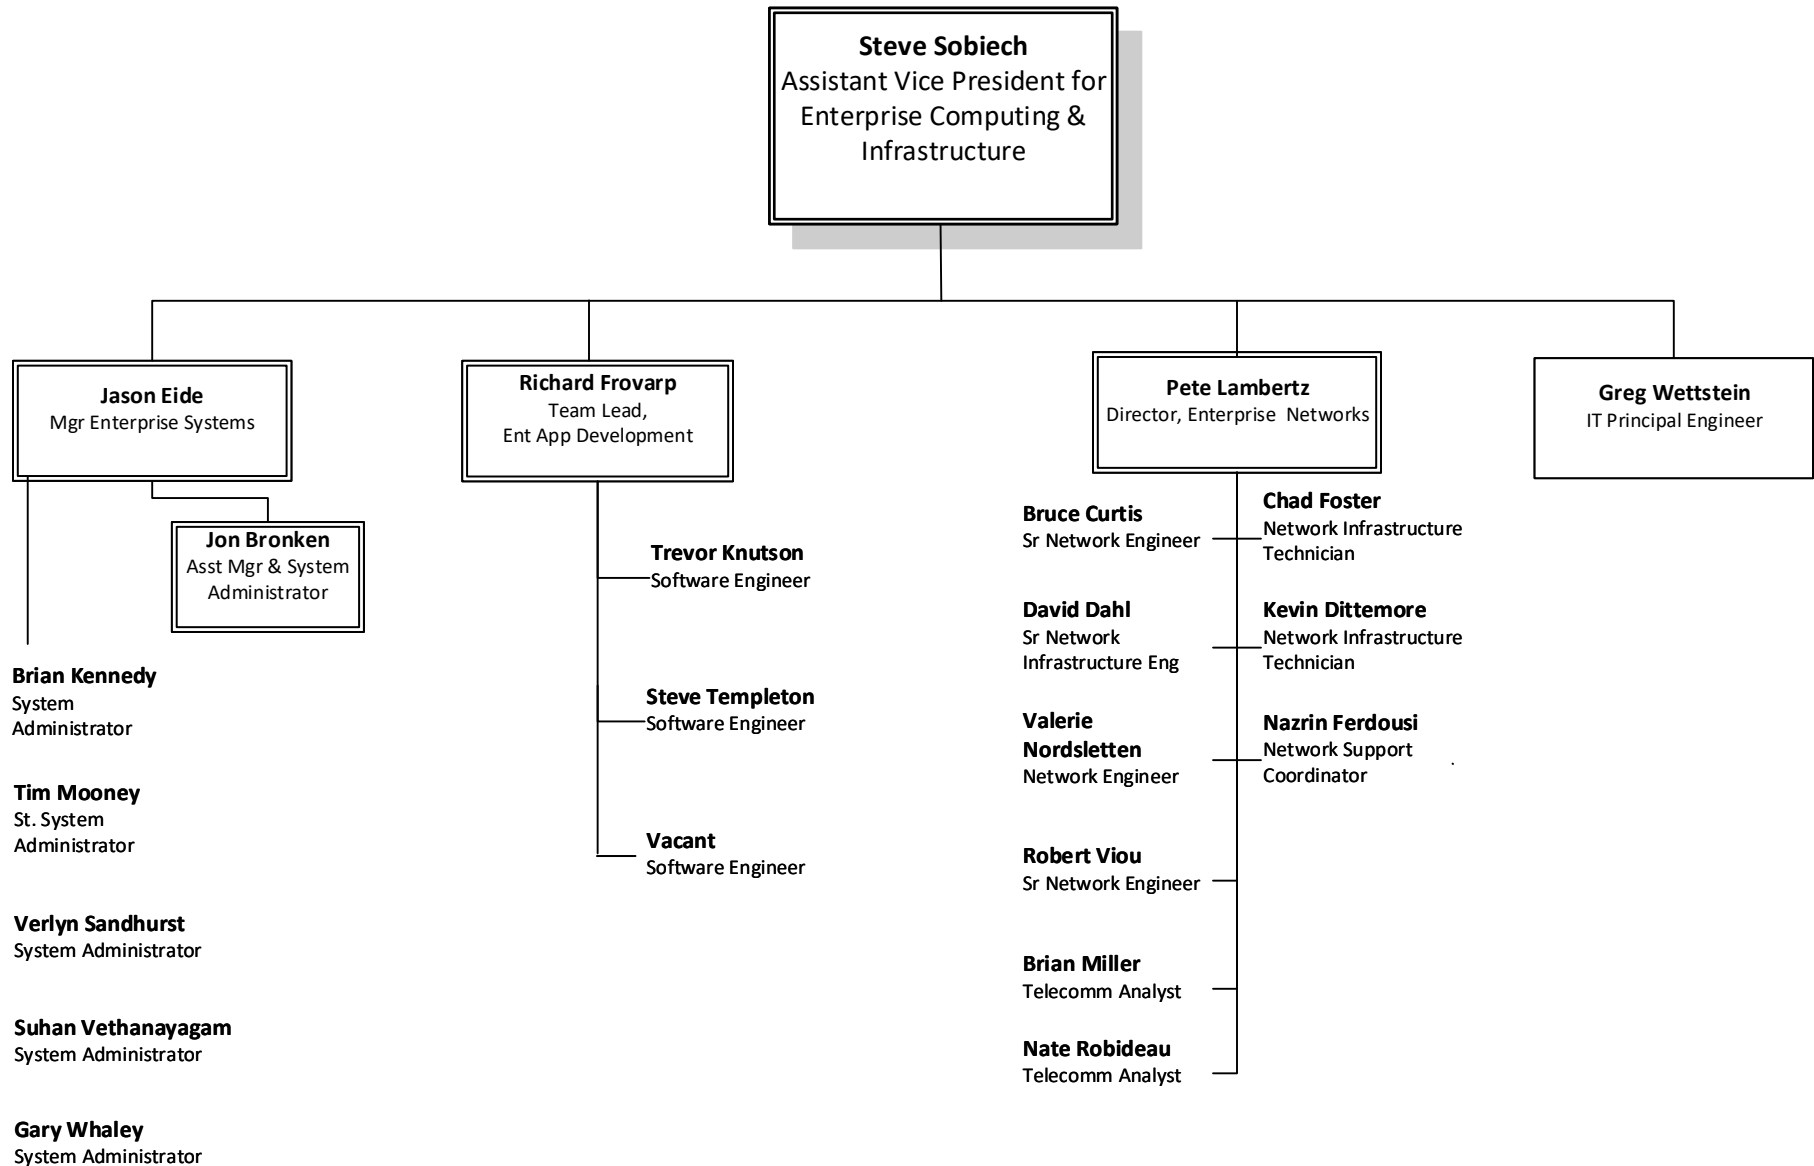 Steve Sobiech
Assistant Vice President for
Enterprise Computing &
Infrastructure
Jason Eide
Mgr Enterprise Systems
Jon Bronken
Asst Mgr & System
Administrator
Brian Kennedy
System
Administrator
Tim Mooney
St. System
Administrator
Verlyn Sandhurst
System Administrator
Suhan Vethanayagam
System Administrator
Gary Whaley
System Administrator
Richard Frovarp
Team Lead,
Ent App Development
Trevor Knutson
Software Engineer
Steve Templeton
Software Engineer
Vacant
Software Engineer
Pete Lambertz
Director, Enterprise  Networks
Bruce Curtis
Sr Network Engineer
David Dahl
Sr Network
Infrastructure Eng
Valerie
Nordsletten
Network Engineer
Robert Viou
Sr Network Engineer
Brian Miller
Telecomm Analyst
Nate Robideau
Telecomm Analyst
Chad Foster
Network Infrastructure
Technician
Kevin Dittemore
Network Infrastructure
Technician
Nazrin Ferdousi
Network Support
Coordinator
.
Greg Wettstein
IT Principal Engineer